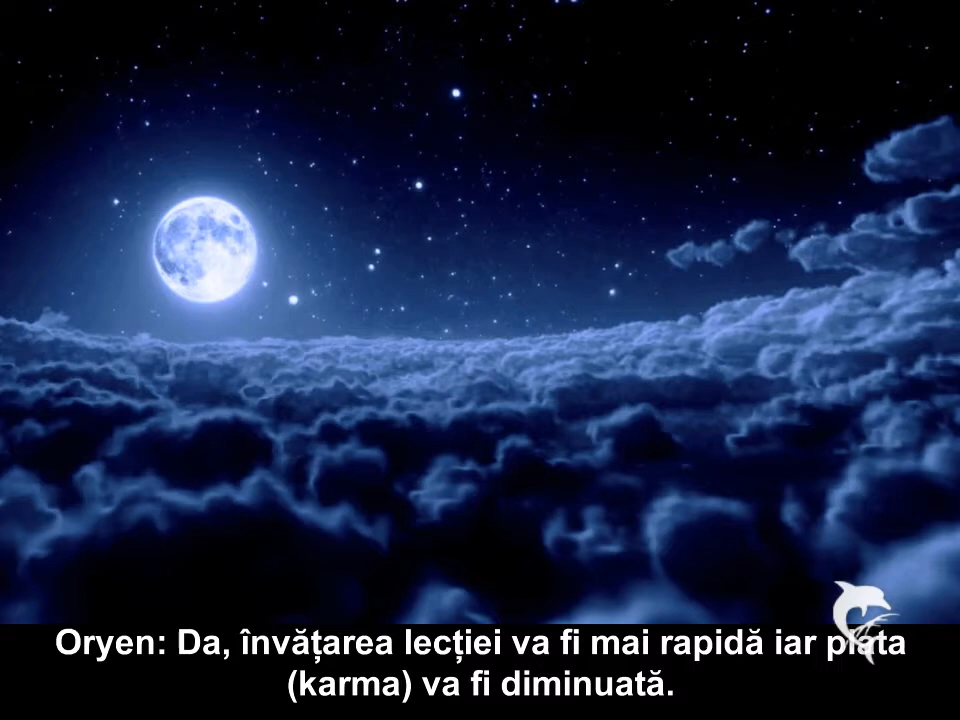 Oryen: Da, învățarea lecției va fi mai rapidă iar plata
(karma) va fi diminuată.